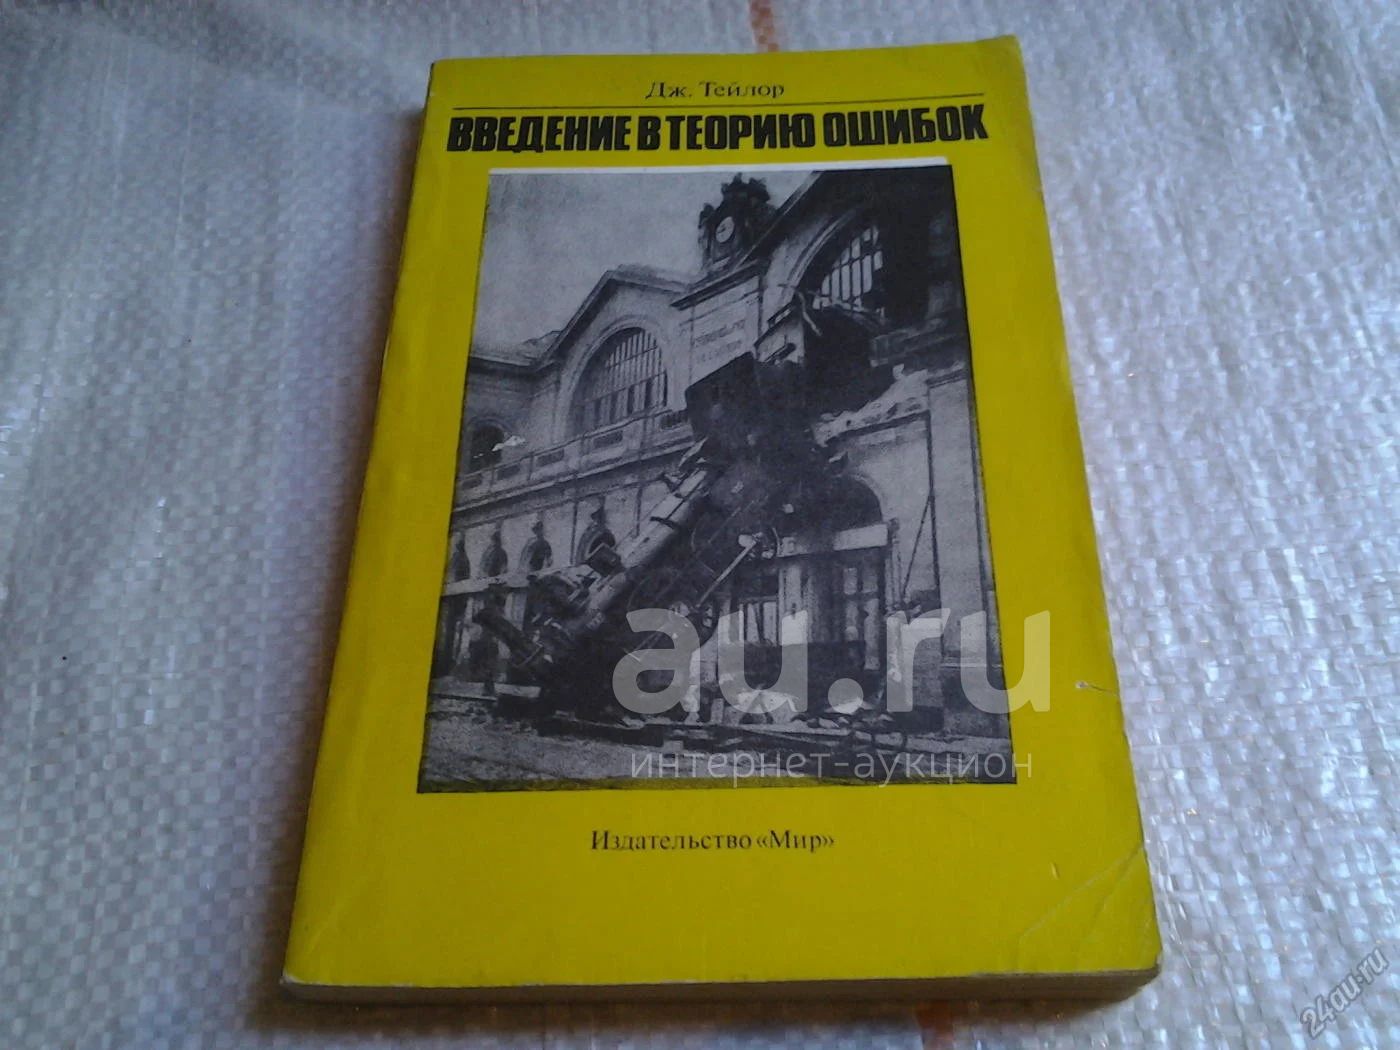 Дж. Тейлор
ВВЕДЕНИЕ В ТЕОРИЮ ОШИБОК
au.ru
интернет-аукцион
Издательство «Мир»
24au.ru